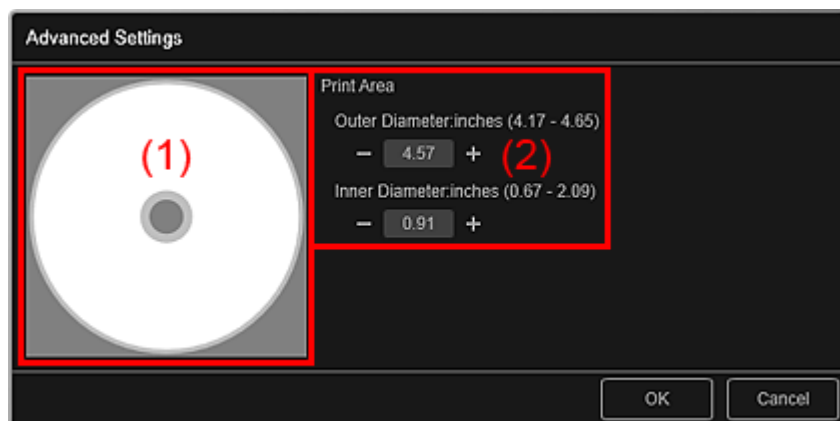 Advanced Settings
(1)
Print Area
Outer Diameter:inches (4.17 - 4.65)
− 4.57 + (2)
Inner Diameter:inches (0.67 - 2.09)
− 0.91 +
OK Cancel